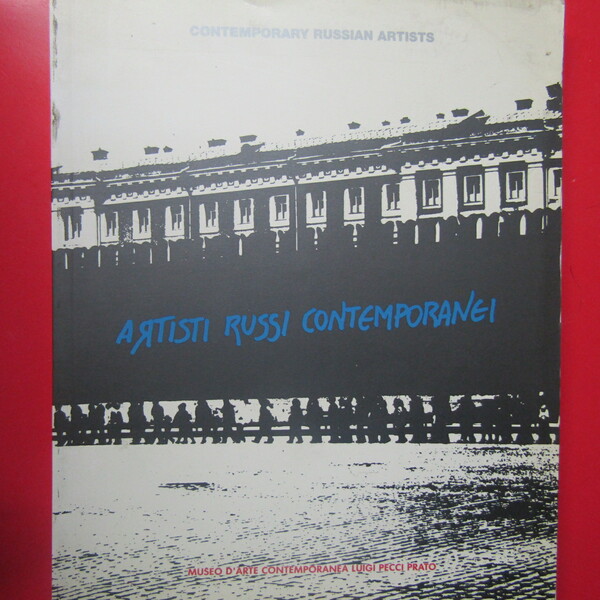 CONTEMPORARY RUSSIAN ARTISTS
AЯTISTI RUSSI CONTEMPORANEI
MUSEO D'ARTE CONTEMPORANEA LUIGI PECCI PRATO